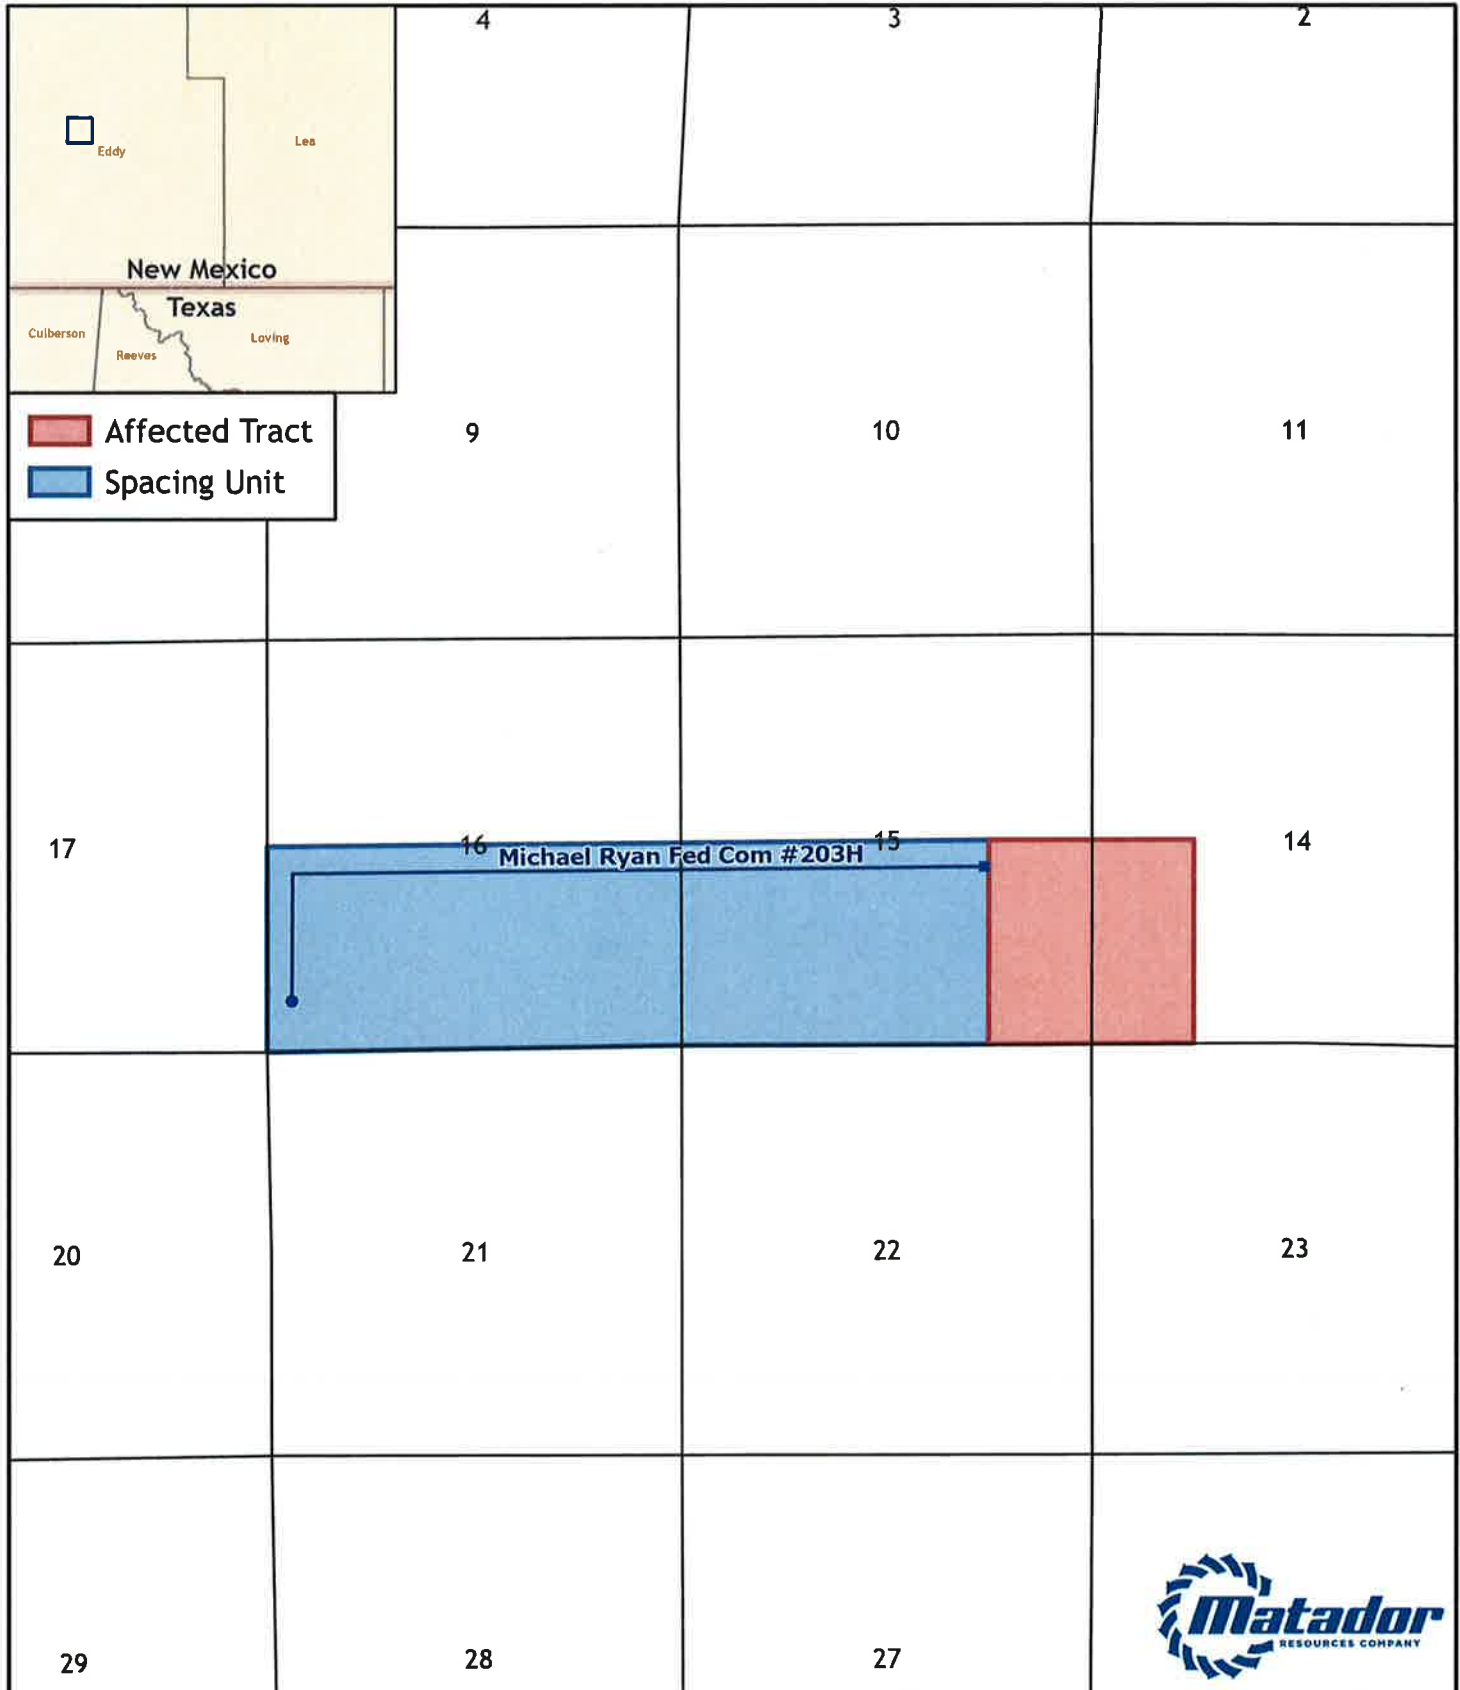 4
3
2
Eddy
Lea
New Mexico
Texas
Culberson
Reeves
Loving
Affected Tract
Spacing Unit
9
10
11
17
16
15
14
Michael Ryan Fed Com #203H
20
21
22
23
29
28
27
Matador
RESOURCES COMPANY